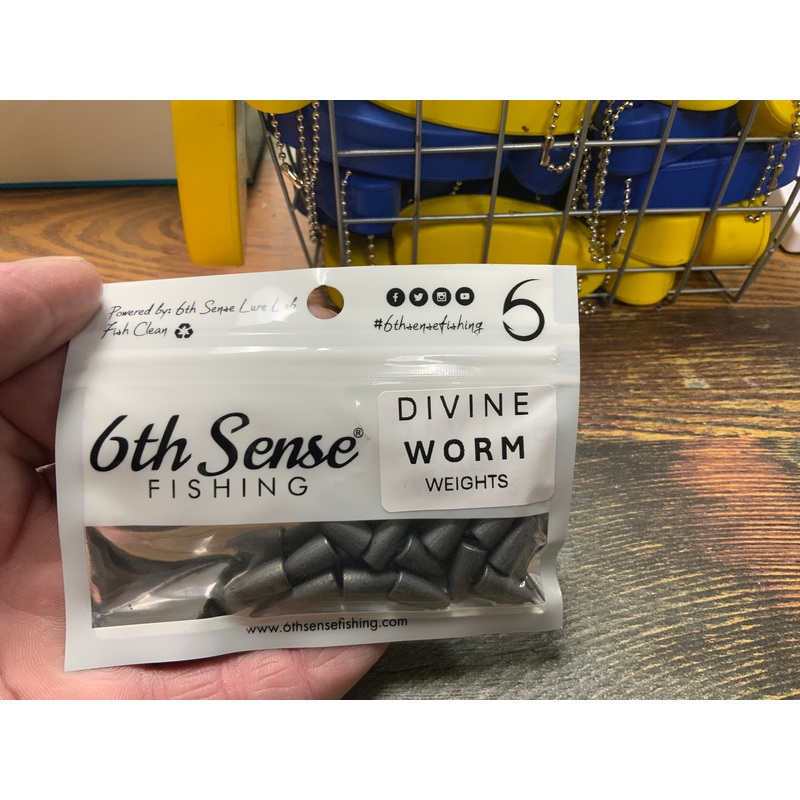 Powered by: 6th Sense Lure Lab
Fish Clean
#6thsensefishing
6
6th Sense®
FISHING
DIVINE
WORM
WEIGHTS
www.6thsensefishing.com